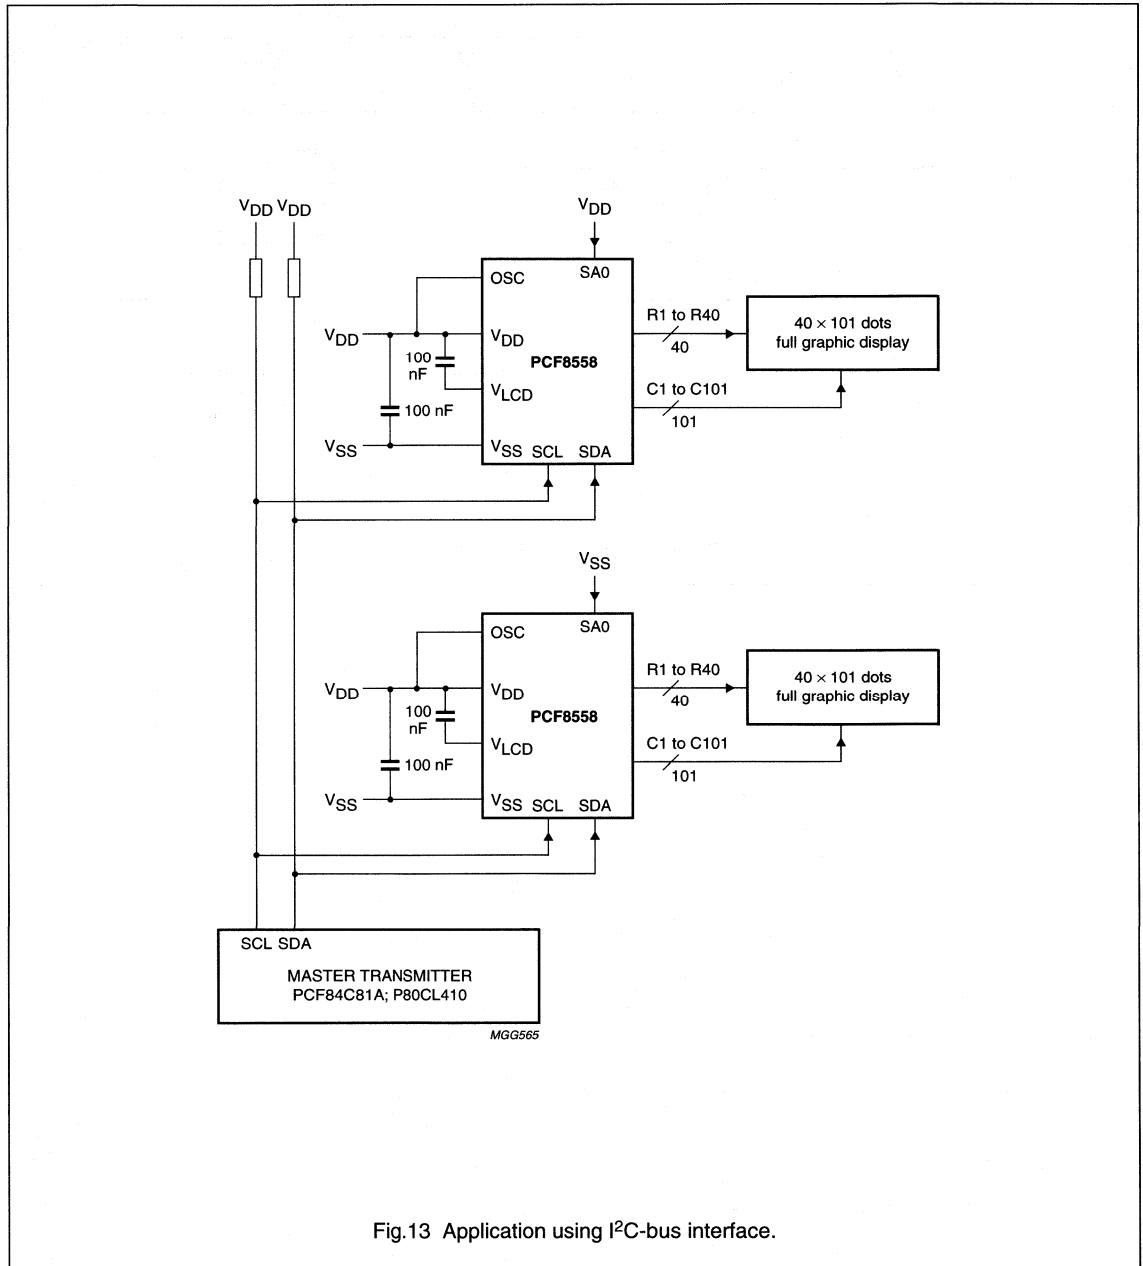 VDD VDD
VDD
OSC
SA0
R1 to R40
40
40 × 101 dots
full graphic display
VDD
VDD
100
nF
PCF8558
VLCD
C1 to C101
101
100 nF
VSS
VSS SCL SDA
VSS
OSC
SA0
R1 to R40
40
40 × 101 dots
full graphic display
VDD
VDD
100
nF
PCF8558
VLCD
C1 to C101
101
100 nF
VSS
VSS SCL SDA
SCL SDA
MASTER TRANSMITTER
PCF84C81A; P80CL410
MGG565
Fig.13 Application using I²C-bus interface.